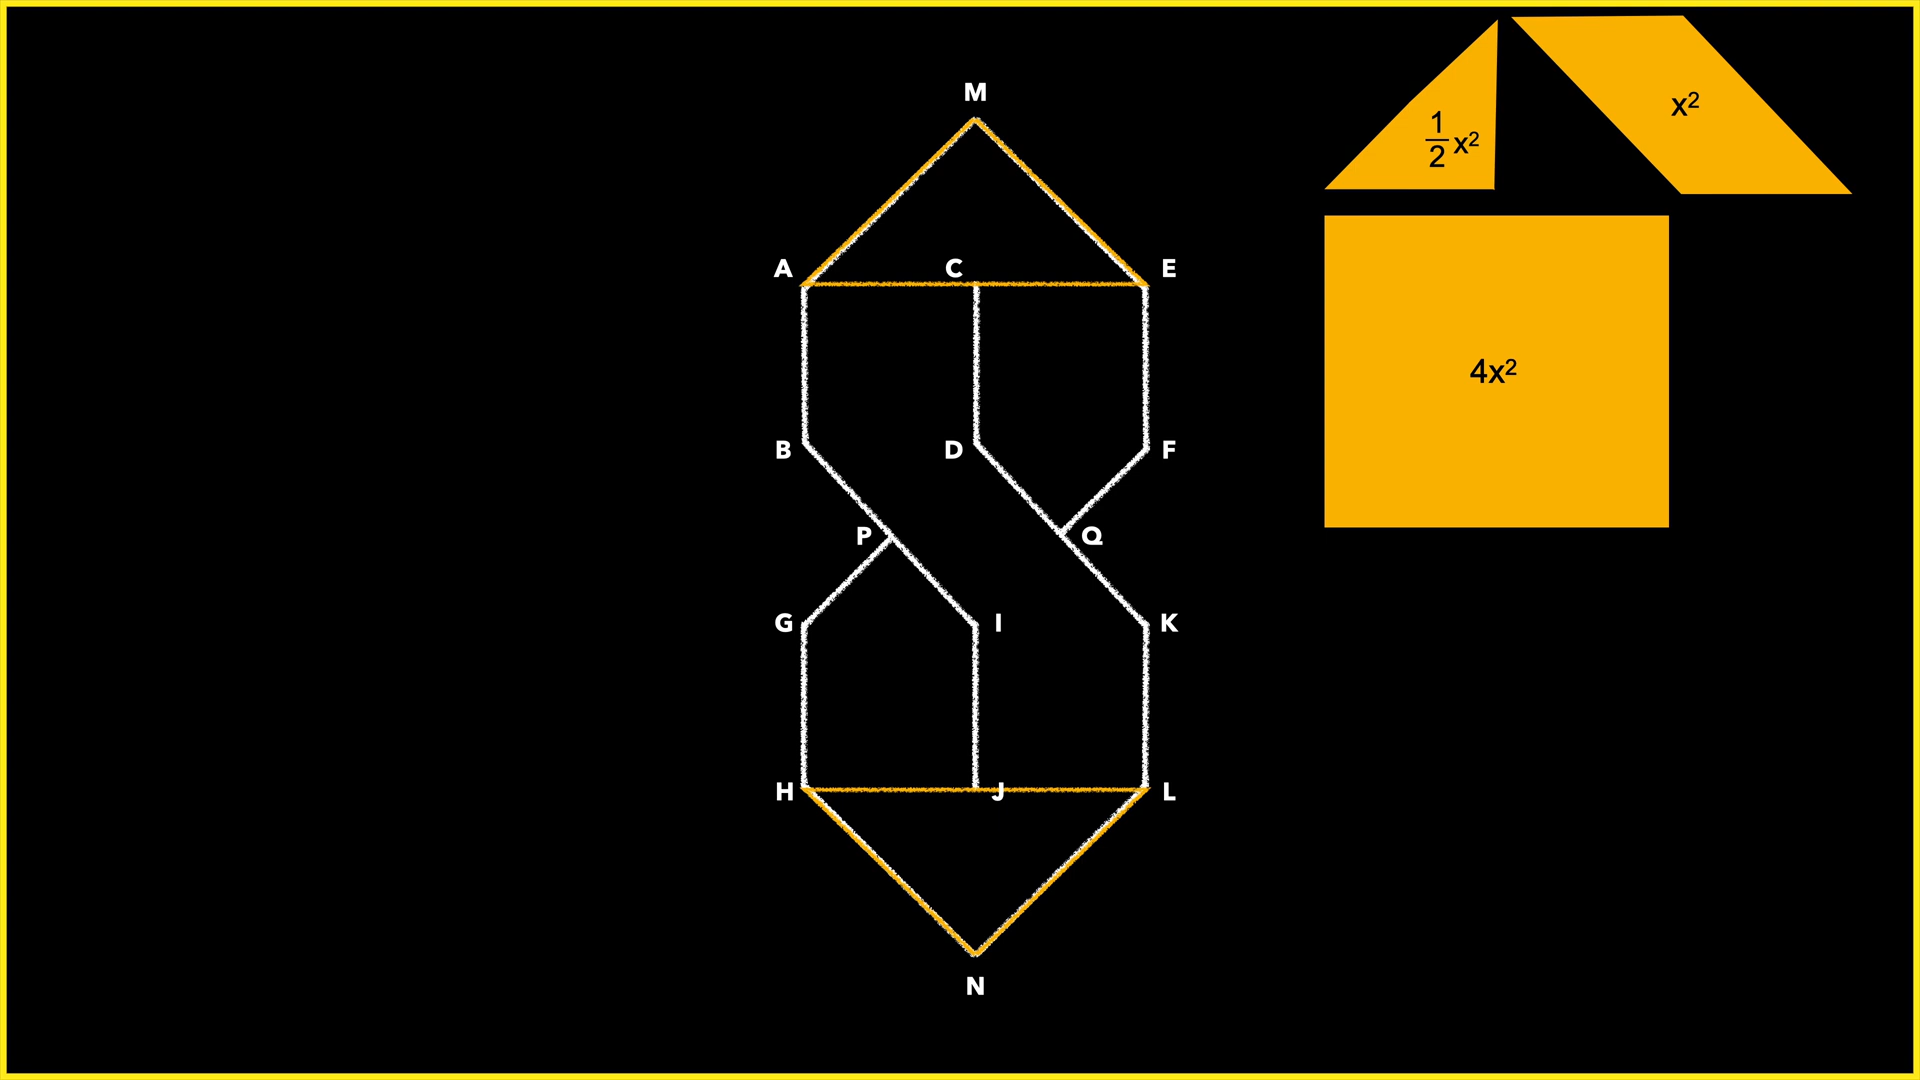 M
A C E
B D F
P Q
G I K
H J L
N
1/2 x²
x²
4x²